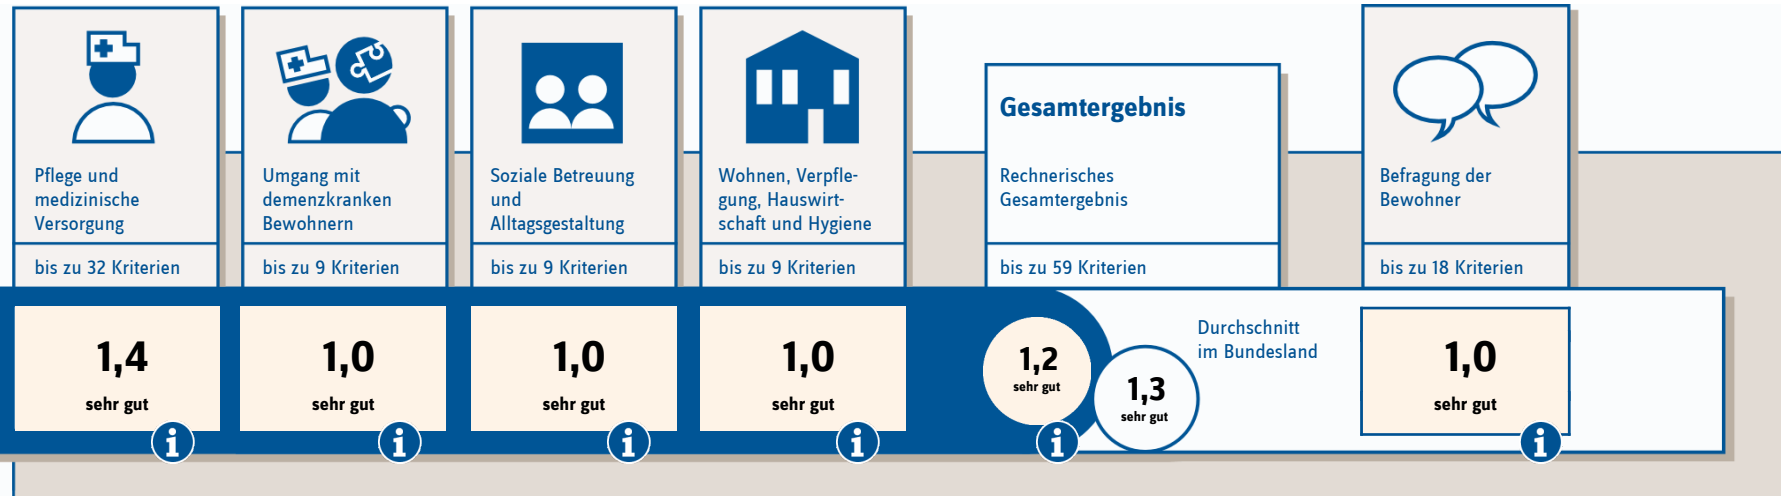 Pflege und
medizinische
Versorgung
bis zu 32 Kriterien
1,4
sehr gut
i
Umgang mit
demenzkranken
Bewohnern
bis zu 9 Kriterien
1,0
sehr gut
i
Soziale Betreuung
und
Alltagsgestaltung
bis zu 9 Kriterien
1,0
sehr gut
i
Wohnen, Verpfle-
gung, Hauswirt-
schaft und Hygiene
bis zu 9 Kriterien
1,0
sehr gut
i
Gesamtergebnis
Rechnerisches
Gesamtergebnis
bis zu 59 Kriterien
1,2
sehr gut
i
1,3
sehr gut
Durchschnitt
im Bundesland
Befragung der
Bewohner
bis zu 18 Kriterien
1,0
sehr gut
i